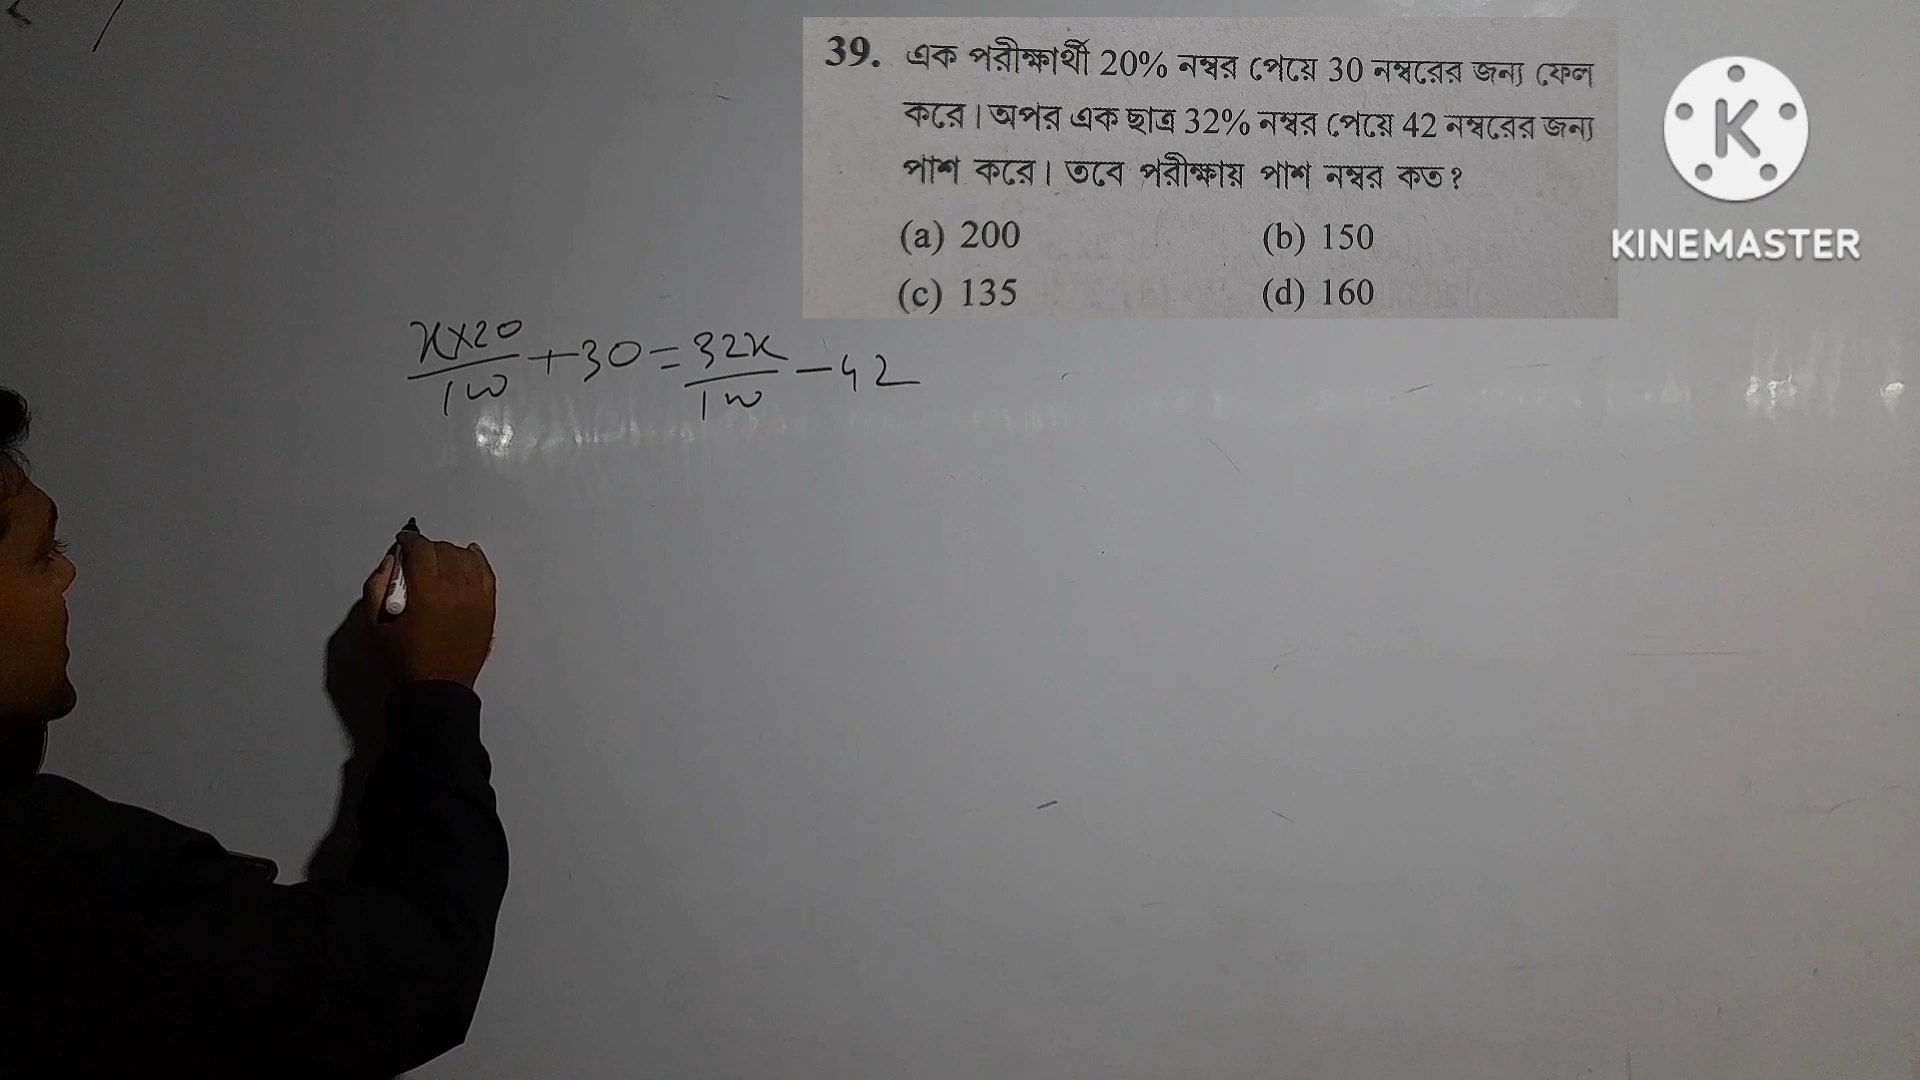 39. এক পরীক্ষার্থী 20% নম্বর পেয়ে 30 নম্বরের জন্য ফেল
করে। অপর এক ছাত্র 32% নম্বর পেয়ে 42 নম্বরের জন্য
পাশ করে। তবে পরীক্ষায় পাশ নম্বর কত?
(a) 200 (b) 150
(c) 135 (d) 160
K
KINEMASTER
x×20/100 + 30 = 32x/100 - 42